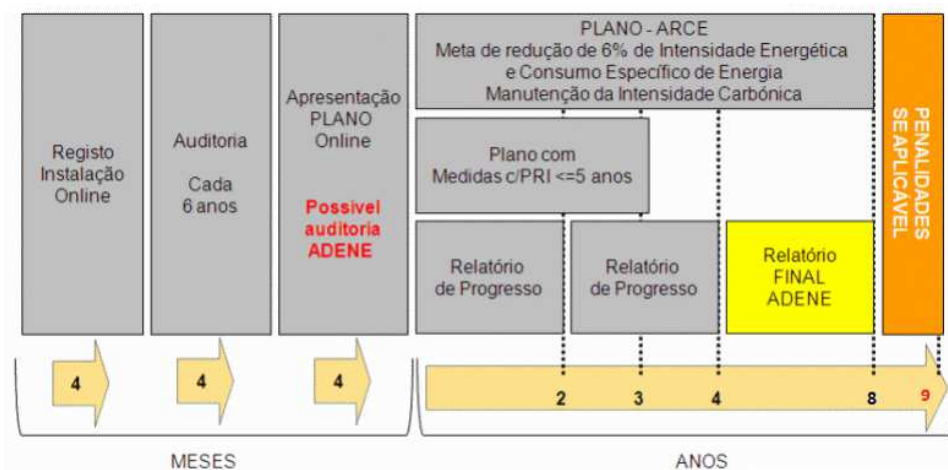 Registo
Instalação
Online
Auditoria
Cada
6 anos
Apresentação
PLANO
Online
Possivel
auditoria
ADENE
PLANO - ARCE
Meta de redução de 6% de Intensidade Energética
e Consumo Específico de Energia
Manutenção da Intensidade Carbónica
Plano com
Medidas c/PRI <=5 anos
Relatório
de Progresso
Relatório
de Progresso
Relatório
FINAL
ADENE
PENALIDADES
SE APLICÁVEL
4
4
4
2
3
4
8
9
MESES
ANOS